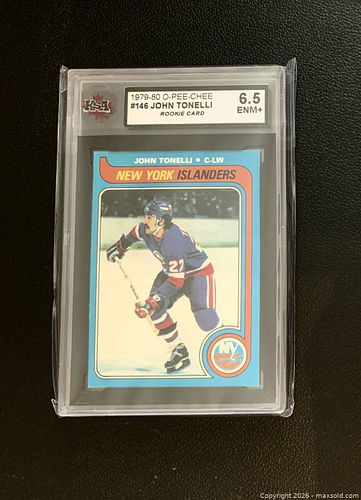 KSA
1979-80 O-PEE-CHEE
#146 JOHN TONELLI
ROOKIE CARD
6.5
ENM+
JOHN TONELLI • C-LW
NEW YORK ISLANDERS
27
NY
Copyright 2026 - maxsold.com